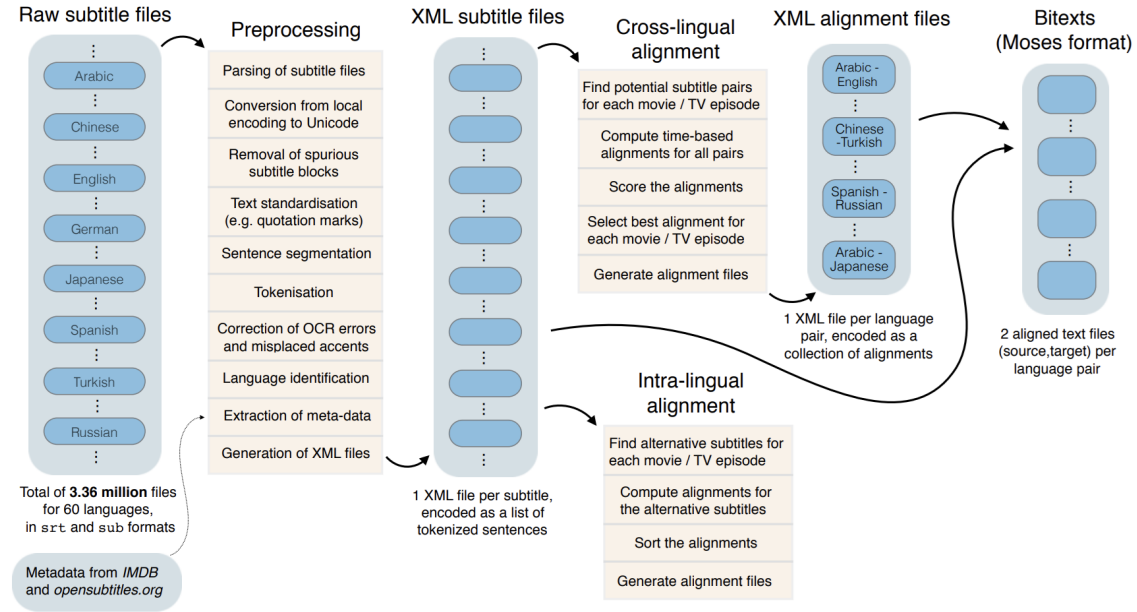 Raw subtitle files
⋮
Arabic
⋮
Chinese
⋮
English
⋮
German
⋮
Japanese
⋮
Spanish
⋮
Turkish
⋮
Russian
⋮
Total of 3.36 million files
for 60 languages,
in srt and sub formats
Metadata from IMDB
and opensubtitles.org
Preprocessing
Parsing of subtitle files
Conversion from local
encoding to Unicode
Removal of spurious
subtitle blocks
Text standardisation
(e.g. quotation marks)
Sentence segmentation
Tokenisation
Correction of OCR errors
and misplaced accents
Language identification
Extraction of meta-data
Generation of XML files
XML subtitle files
⋮
⋮
⋮
⋮
⋮
⋮
⋮
⋮
⋮
1 XML file per subtitle,
encoded as a list of
tokenized sentences
Cross-lingual
alignment
Find potential subtitle pairs
for each movie / TV episode
Compute time-based
alignments for all pairs
Score the alignments
Select best alignment for
each movie / TV episode
Generate alignment files
Intra-lingual
alignment
Find alternative subtitles for
each movie / TV episode
Compute alignments for
the alternative subtitles
Sort the alignments
Generate alignment files
XML alignment files
Arabic -
English
⋮
Chinese
-Turkish
⋮
Spanish -
Russian
⋮
Arabic -
Japanese
1 XML file per language
pair, encoded as a
collection of alignments
Bitexts
(Moses format)
⋮
⋮
⋮
2 aligned text files
(source,target) per
language pair